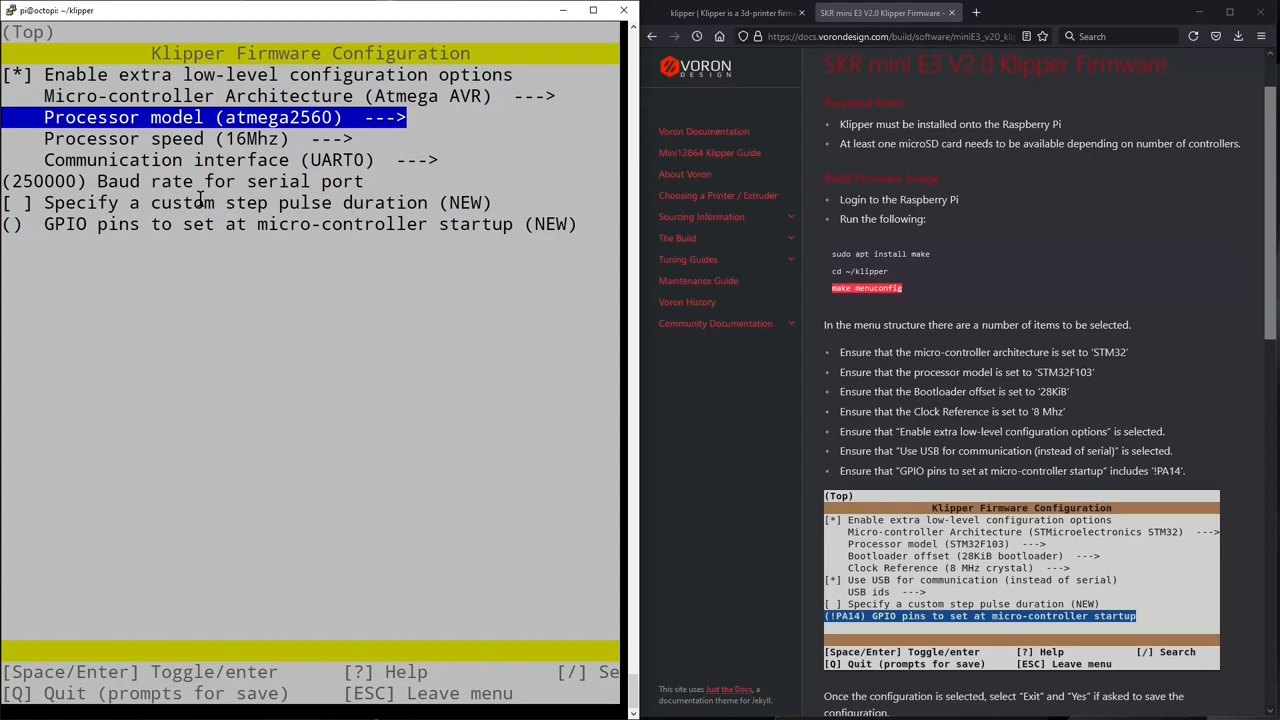 pi@octopi: ~/klipper
(Top)
Klipper Firmware Configuration
[*] Enable extra low-level configuration options
Micro-controller Architecture (Atmega AVR) --->
Processor model (atmega2560) --->
Processor speed (16Mhz) --->
Communication interface (UART0) --->
(250000) Baud rate for serial port
[ ] Specify a custom step pulse duration (NEW)
() GPIO pins to set at micro-controller startup (NEW)
[Space/Enter] Toggle/enter [?] Help [/] Se
[Q] Quit (prompts for save) [ESC] Leave menu
klipper | Klipper is a 3d-printer firm
SKR mini E3 V2.0 Klipper Firmware -
https://docs.vorondesign.com/build/software/miniE3_v20_kli
Search
VORON
DESIGN
Voron Documentation
Mini12864 Klipper Guide
About Voron
Choosing a Printer / Extruder
Sourcing Information
The Build
Tuning Guides
Maintenance Guide
Voron History
Community Documentation
This site uses Just the Docs, a
documentation theme for Jekyll.
SKR mini E3 V2.0 Klipper Firmware
Required Items
• Klipper must be installed onto the Raspberry Pi
• At least one microSD card needs to be available depending on number of controllers.
Build Firmware Image
• Login to the Raspberry Pi
• Run the following:
sudo apt install make
cd ~/klipper
make menuconfig
In the menu structure there are a number of items to be selected.
• Ensure that the micro-controller architecture is set to 'STM32'
• Ensure that the processor model is set to 'STM32F103'
• Ensure that the Bootloader offset is set to '28KiB'
• Ensure that the Clock Reference is set to '8 Mhz'
• Ensure that "Enable extra low-level configuration options" is selected.
• Ensure that "Use USB for communication (instead of serial)" is selected.
• Ensure that "GPIO pins to set at micro-controller startup" includes '!PA14'.
(Top)
Klipper Firmware Configuration
[*] Enable extra low-level configuration options
Micro-controller Architecture (STMicroelectronics STM32) --->
Processor model (STM32F103) --->
Bootloader offset (28KiB bootloader) --->
Clock Reference (8 MHz crystal) --->
[*] Use USB for communication (instead of serial)
USB ids --->
[ ] Specify a custom step pulse duration (NEW)
(!PA14) GPIO pins to set at micro-controller startup
[Space/Enter] Toggle/enter [?] Help [/] Search
[Q] Quit (prompts for save) [ESC] Leave menu
Once the configuration is selected, select "Exit" and "Yes" if asked to save the
configuration.